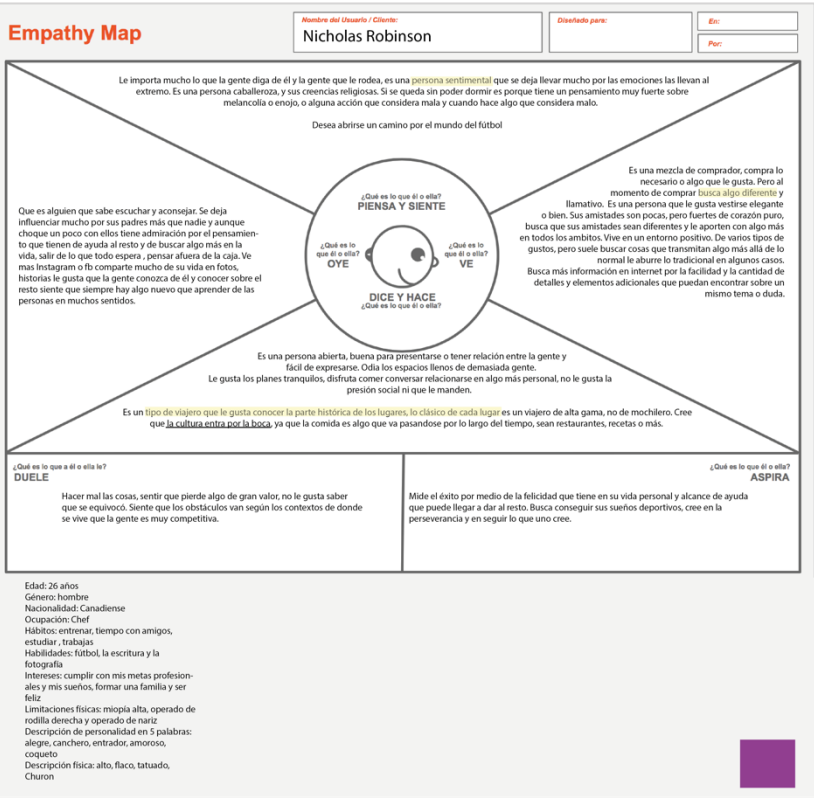 Empathy Map
Nombre del Usuario / Cliente:
Nicholas Robinson
Diseñado para:
En:
Por:
Le importa mucho lo que la gente diga de él y la gente que le rodea, es una persona sentimental que se deja llevar mucho por las emociones las llevan al
extremo. Es una persona caballeroza, y sus creencias religiosas. Si se queda sin poder dormir es porque tiene un pensamiento muy fuerte sobre
melancolía o enojo, o alguna acción que considera mala y cuando hace algo que considera malo.
Desea abrirse un camino por el mundo del fútbol
¿Qué es lo que él o ella?
PIENSA Y SIENTE
Que es alguien que sabe escuchar y aconsejar. Se deja
influenciar mucho por sus padres más que nadie y aunque
choque un poco con ellos tiene admiración por el pensamien-
to que tienen de ayuda al resto y de buscar algo más en la
vida, salir de lo que todo espera , pensar afuera de la caja. Ve
mas Instagram o fb comparte mucho de su vida en fotos,
historias le gusta que la gente conozca de él y conocer sobre el
resto siente que siempre hay algo nuevo que aprender de las
personas en muchos sentidos.
¿Qué es lo
que él o ella?
OYE
¿Qué es lo
que él o ella?
VE
Es una mezcla de comprador, compra lo
necesario o algo que le gusta. Pero al
momento de comprar busca algo diferente y
llamativo. Es una persona que le gusta vestirse elegante
o bien. Sus amistades son pocas, pero fuertes de corazón puro,
busca que sus amistades sean diferentes y le aporten con algo más
en todos los ambitos. Vive en un entorno positivo. De varios tipos de
gustos, pero suele buscar cosas que transmitan algo más allá de lo
normal le aburre lo tradicional en algunos casos.
Busca más información en internet por la facilidad y la cantidad de
detalles y elementos adicionales que puedan encontrar sobre un
mismo tema o duda.
DICE Y HACE
¿Qué es lo que él o ella?
Es una persona abierta, buena para presentarse o tener relación entre la gente y
fácil de expresarse. Odia los espacios llenos de demasiada gente.
Le gusta los planes tranquilos, disfruta comer conversar relacionarse en algo más personal, no le gusta la
presión social ni que le manden.
Es un tipo de viajero que le gusta conocer la parte histórica de los lugares, lo clásico de cada lugar es un viajero de alta gama, no de mochilero. Cree
que la cultura entra por la boca, ya que la comida es algo que va pasandose por lo largo del tiempo, sean restaurantes, recetas o más.
¿Qué es lo que a él o ella le?
DUELE
Hacer mal las cosas, sentir que pierde algo de gran valor, no le gusta saber
que se equivocó. Siente que los obstáculos van según los contextos de donde
se vive que la gente es muy competitiva.
¿Qué es lo que él o ella?
ASPIRA
Mide el éxito por medio de la felicidad que tiene en su vida personal y alcance de ayuda
que puede llegar a dar al resto. Busca conseguir sus sueños deportivos, cree en la
perseverancia y en seguir lo que uno cree.
Edad: 26 años
Género: hombre
Nacionalidad: Canadiense
Ocupación: Chef
Hábitos: entrenar, tiempo con amigos,
estudiar , trabajas
Habilidades: fútbol, la escritura y la
fotografía
Intereses: cumplir con mis metas profesion-
ales y mis sueños, formar una familia y ser
feliz
Limitaciones físicas: miopía alta, operado de
rodilla derecha y operado de nariz
Descripción de personalidad en 5 palabras:
alegre, canchero, entrador, amoroso,
coqueto
Descripción física: alto, flaco, tatuado,
Churon